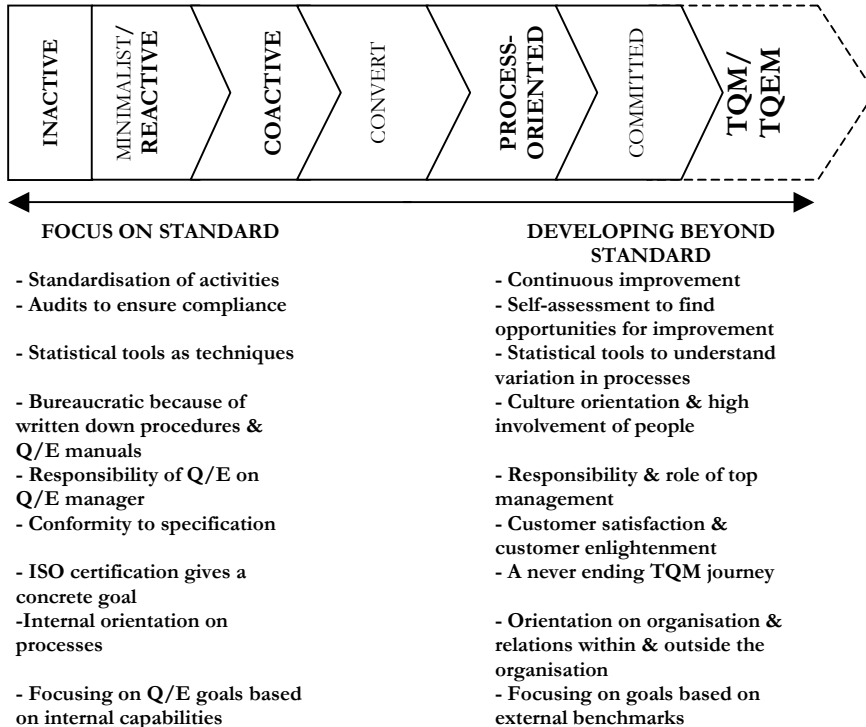 INACTIVE
MINIMALIST/
REACTIVE
COACTIVE
CONVERT
PROCESS-
ORIENTED
COMMITTED
TQM/
TQEM
FOCUS ON STANDARD
- Standardisation of activities
- Audits to ensure compliance
- Statistical tools as techniques
- Bureaucratic because of
written down procedures &
Q/E manuals
- Responsibility of Q/E on
Q/E manager
- Conformity to specification
- ISO certification gives a
concrete goal
-Internal orientation on
processes
- Focusing on Q/E goals based
on internal capabilities
DEVELOPING BEYOND
STANDARD
- Continuous improvement
- Self-assessment to find
opportunities for improvement
- Statistical tools to understand
variation in processes
- Culture orientation & high
involvement of people
- Responsibility & role of top
management
- Customer satisfaction &
customer enlightenment
- A never ending TQM journey
- Orientation on organisation &
relations within & outside the
organisation
- Focusing on goals based on
external benchmarks